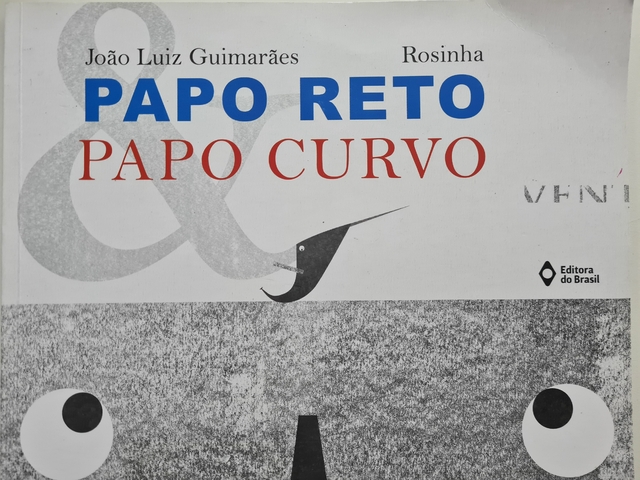 João Luiz Guimarães Rosinha
PAPO RETO
PAPO CURVO
&
Editora
do Brasil